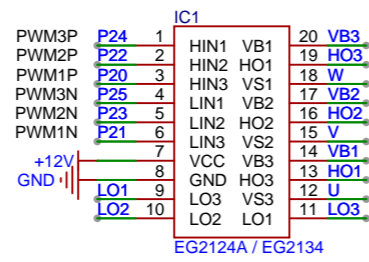 IC1
PWM3P P24 1 HIN1 VB1 20 VB3
PWM2P P22 2 HIN2 HO1 19 HO3
PWM1P P20 3 HIN3 VS1 18 W
PWM3N P25 4 LIN1 VB2 17 VB2
PWM2N P23 5 LIN2 HO2 16 HO2
PWM1N P21 6 LIN3 VS2 15 V
+12V 7 VCC VB3 14 VB1
GND 8 GND HO3 13 HO1
LO1 9 LO3 VS3 12 U
LO2 10 LO2 LO1 11 LO3
EG2124A / EG2134